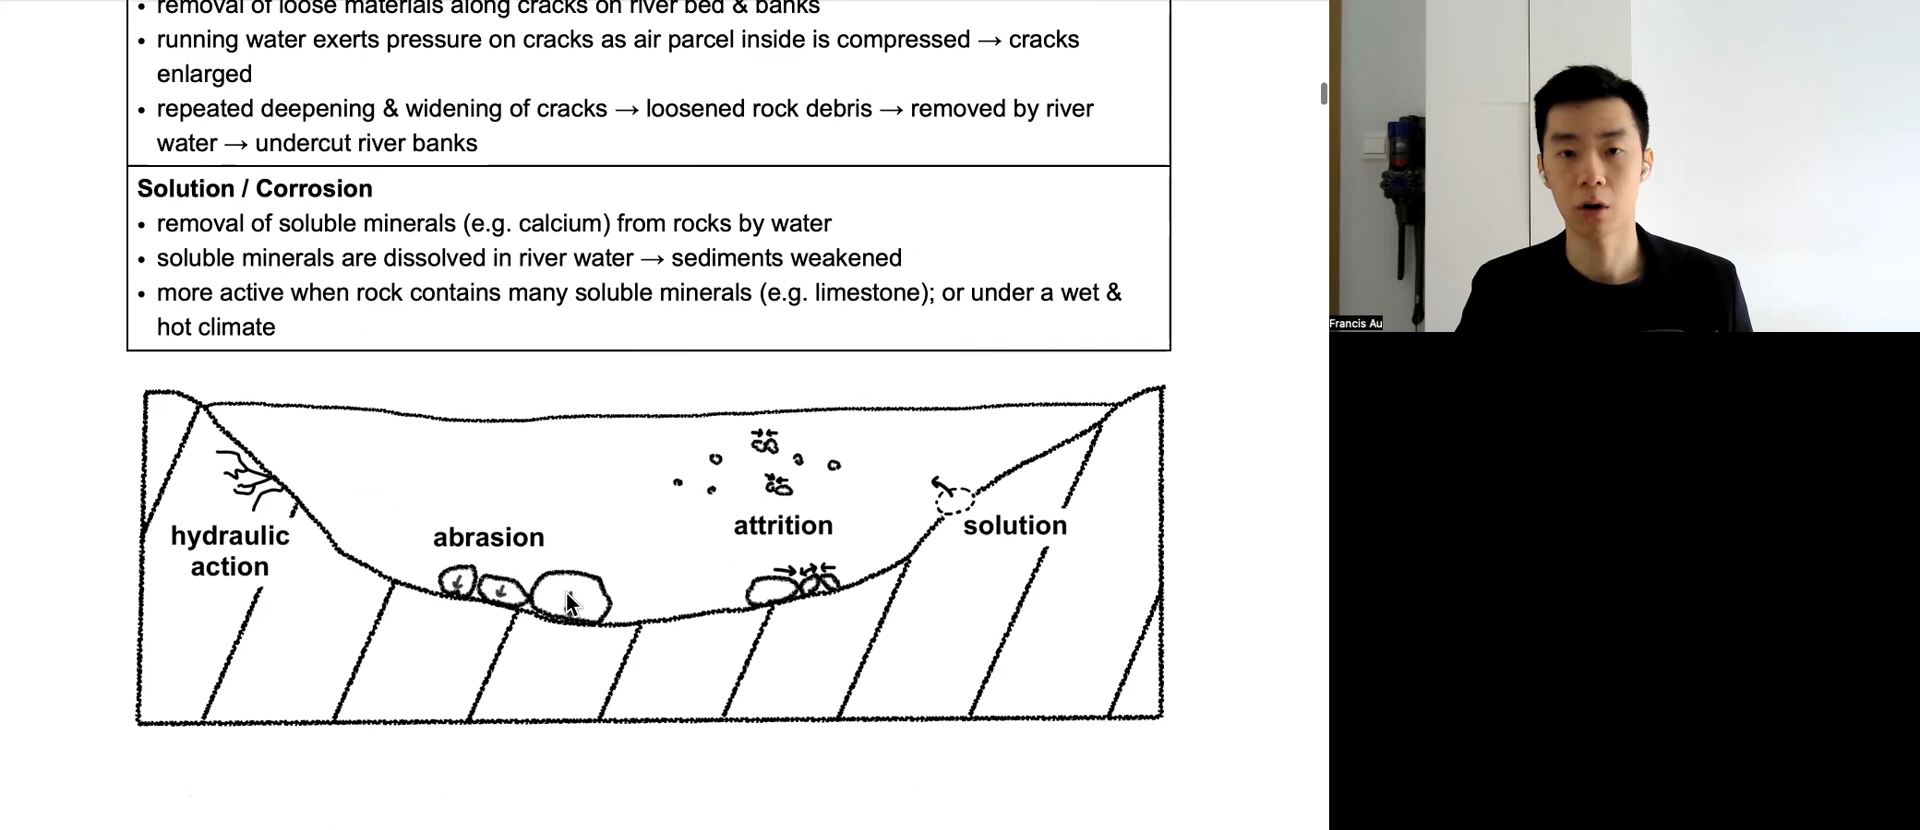 • removal of loose materials along cracks on river bed & banks
• running water exerts pressure on cracks as air parcel inside is compressed → cracks
enlarged
• repeated deepening & widening of cracks → loosened rock debris → removed by river
water → undercut river banks
Solution / Corrosion
• removal of soluble minerals (e.g. calcium) from rocks by water
• soluble minerals are dissolved in river water → sediments weakened
• more active when rock contains many soluble minerals (e.g. limestone); or under a wet &
hot climate
hydraulic
action
abrasion
attrition
solution
Francis Au